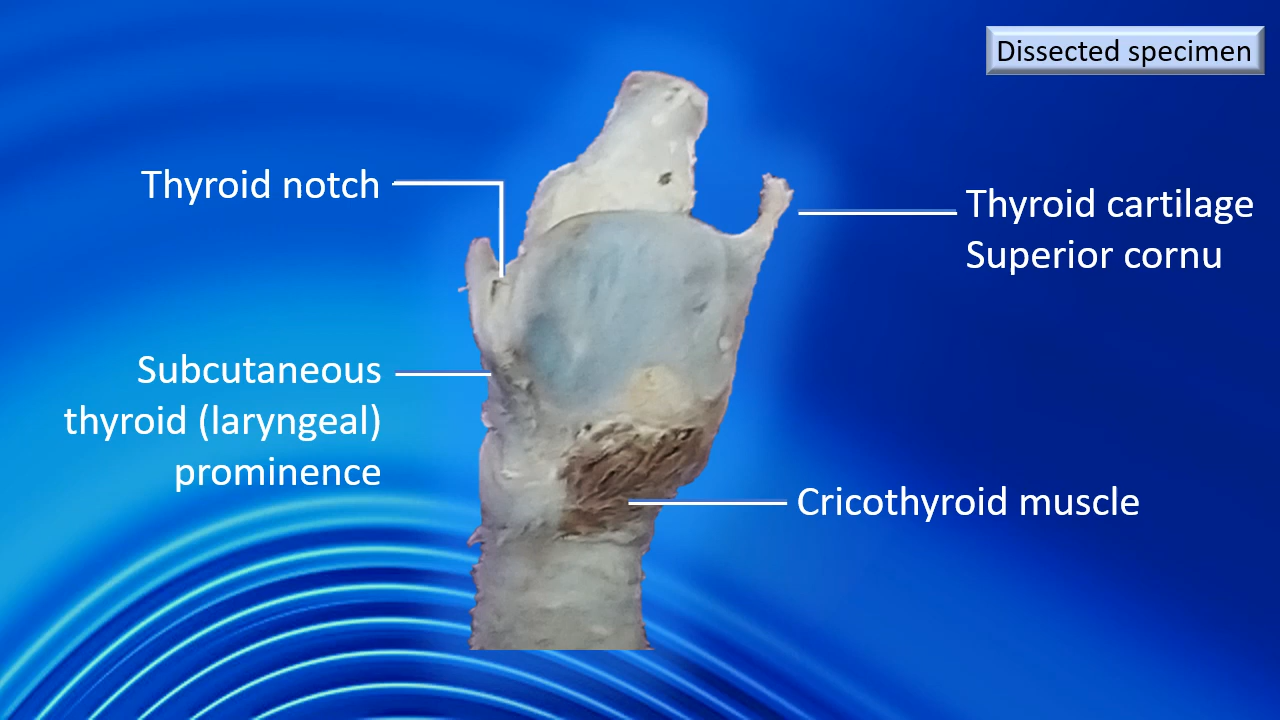 Dissected specimen
Thyroid notch
Thyroid cartilage
Superior cornu
Subcutaneous
thyroid (laryngeal)
prominence
Cricothyroid muscle